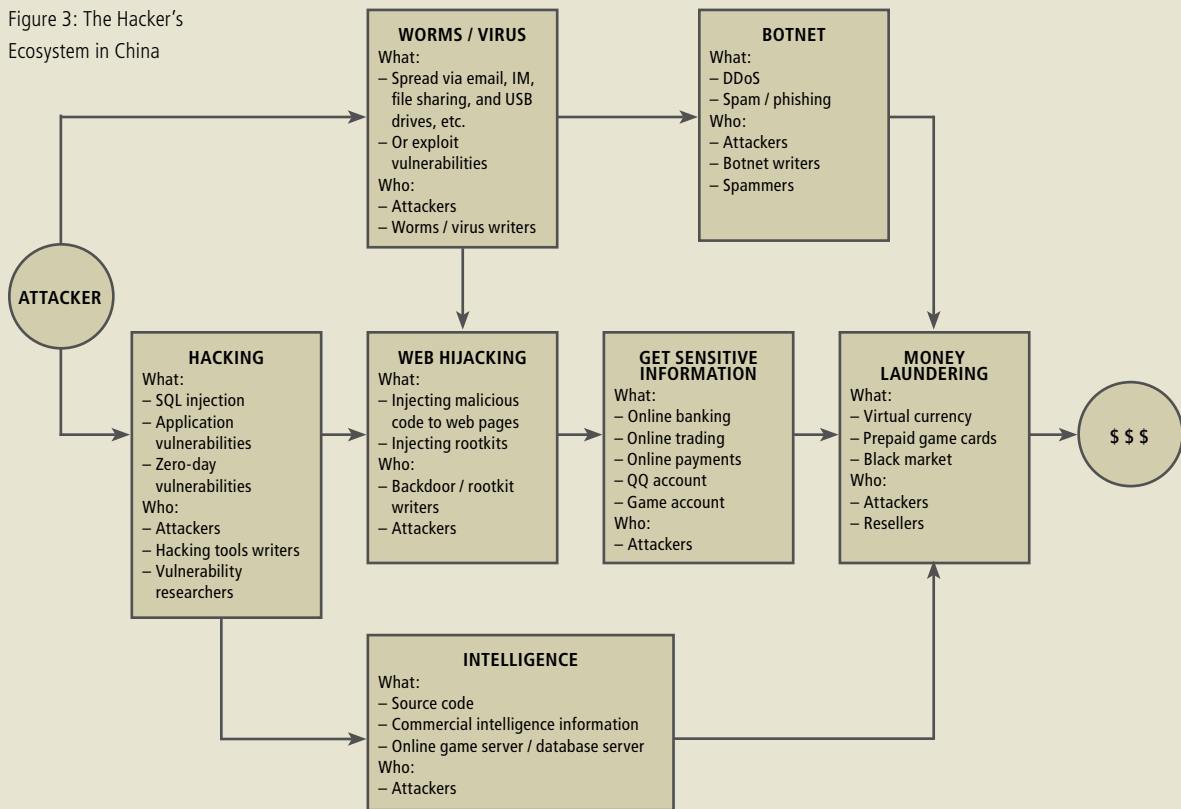 Figure 3: The Hacker's
Ecosystem in China
WORMS / VIRUS
What:
– Spread via email, IM,
file sharing, and USB
drives, etc.
– Or exploit
vulnerabilities
Who:
– Attackers
– Worms / virus writers
BOTNET
What:
– DDoS
– Spam / phishing
Who:
– Attackers
– Botnet writers
– Spammers
ATTACKER
HACKING
What:
– SQL injection
– Application
vulnerabilities
– Zero-day
vulnerabilities
Who:
– Attackers
– Hacking tools writers
– Vulnerability
researchers
WEB HIJACKING
What:
– Injecting malicious
code to web pages
– Injecting rootkits
Who:
– Backdoor / rootkit
writers
– Attackers
GET SENSITIVE
INFORMATION
What:
– Online banking
– Online trading
– Online payments
– QQ account
– Game account
Who:
– Attackers
MONEY
LAUNDERING
What:
– Virtual currency
– Prepaid game cards
– Black market
Who:
– Attackers
– Resellers
$ $ $
INTELLIGENCE
What:
– Source code
– Commercial intelligence information
– Online game server / database server
Who:
– Attackers